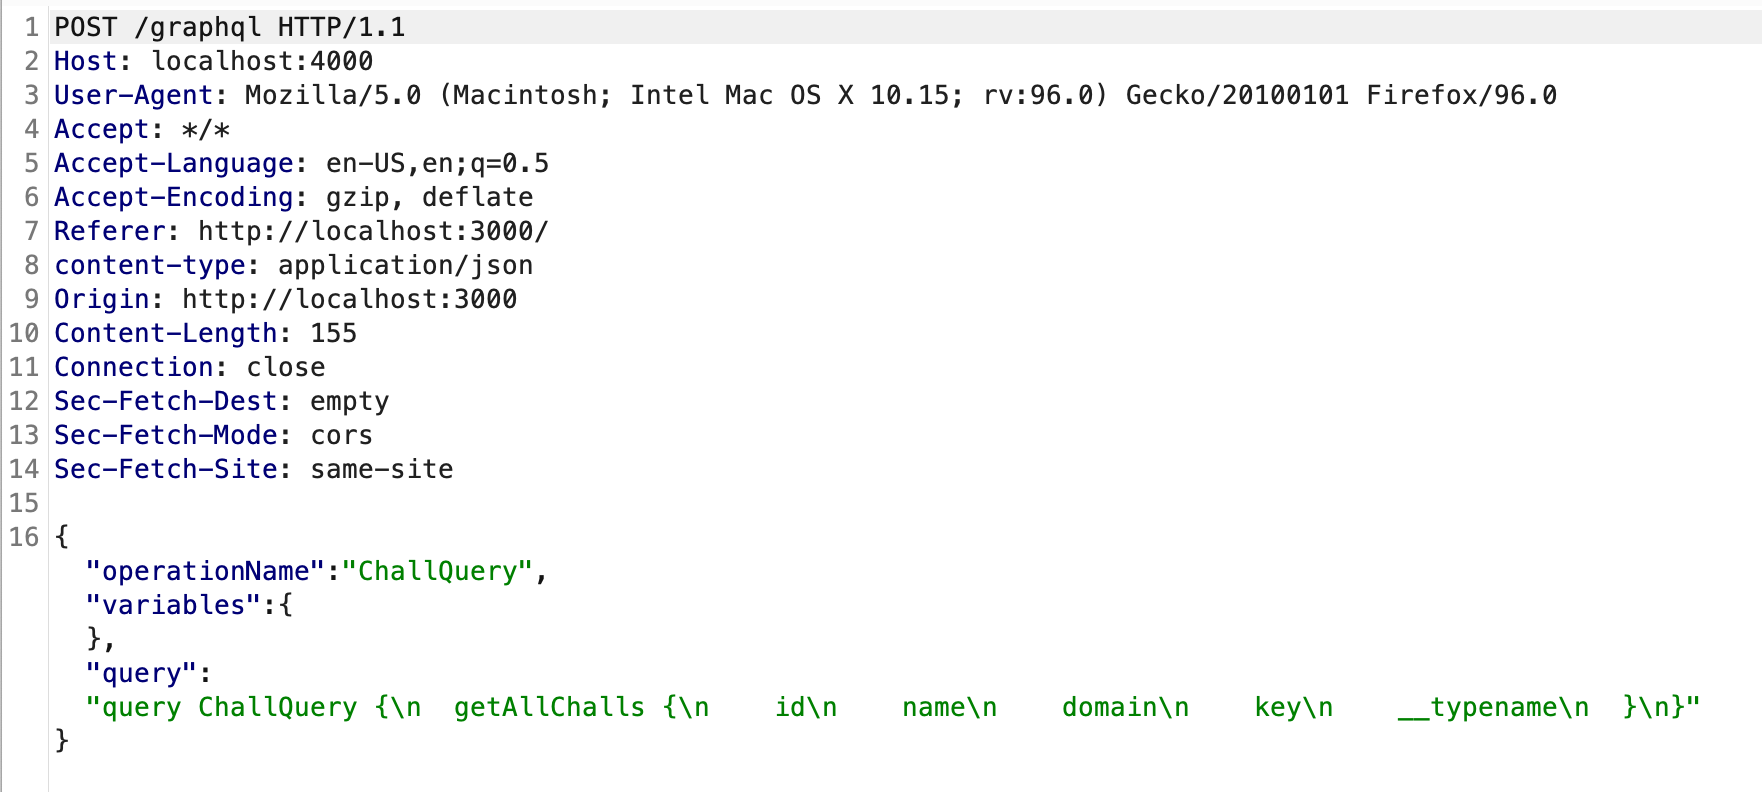 1 POST /graphql HTTP/1.1
2 Host: localhost:4000
3 User-Agent: Mozilla/5.0 (Macintosh; Intel Mac OS X 10.15; rv:96.0) Gecko/20100101 Firefox/96.0
4 Accept: */*
5 Accept-Language: en-US,en;q=0.5
6 Accept-Encoding: gzip, deflate
7 Referer: http://localhost:3000/
8 content-type: application/json
9 Origin: http://localhost:3000
10 Content-Length: 155
11 Connection: close
12 Sec-Fetch-Dest: empty
13 Sec-Fetch-Mode: cors
14 Sec-Fetch-Site: same-site
15
16 {
  "operationName":"ChallQuery",
  "variables":{
  },
  "query":
  "query ChallQuery {\n  getAllChalls {\n    id\n    name\n    domain\n    key\n    __typename\n  }\n}"
}